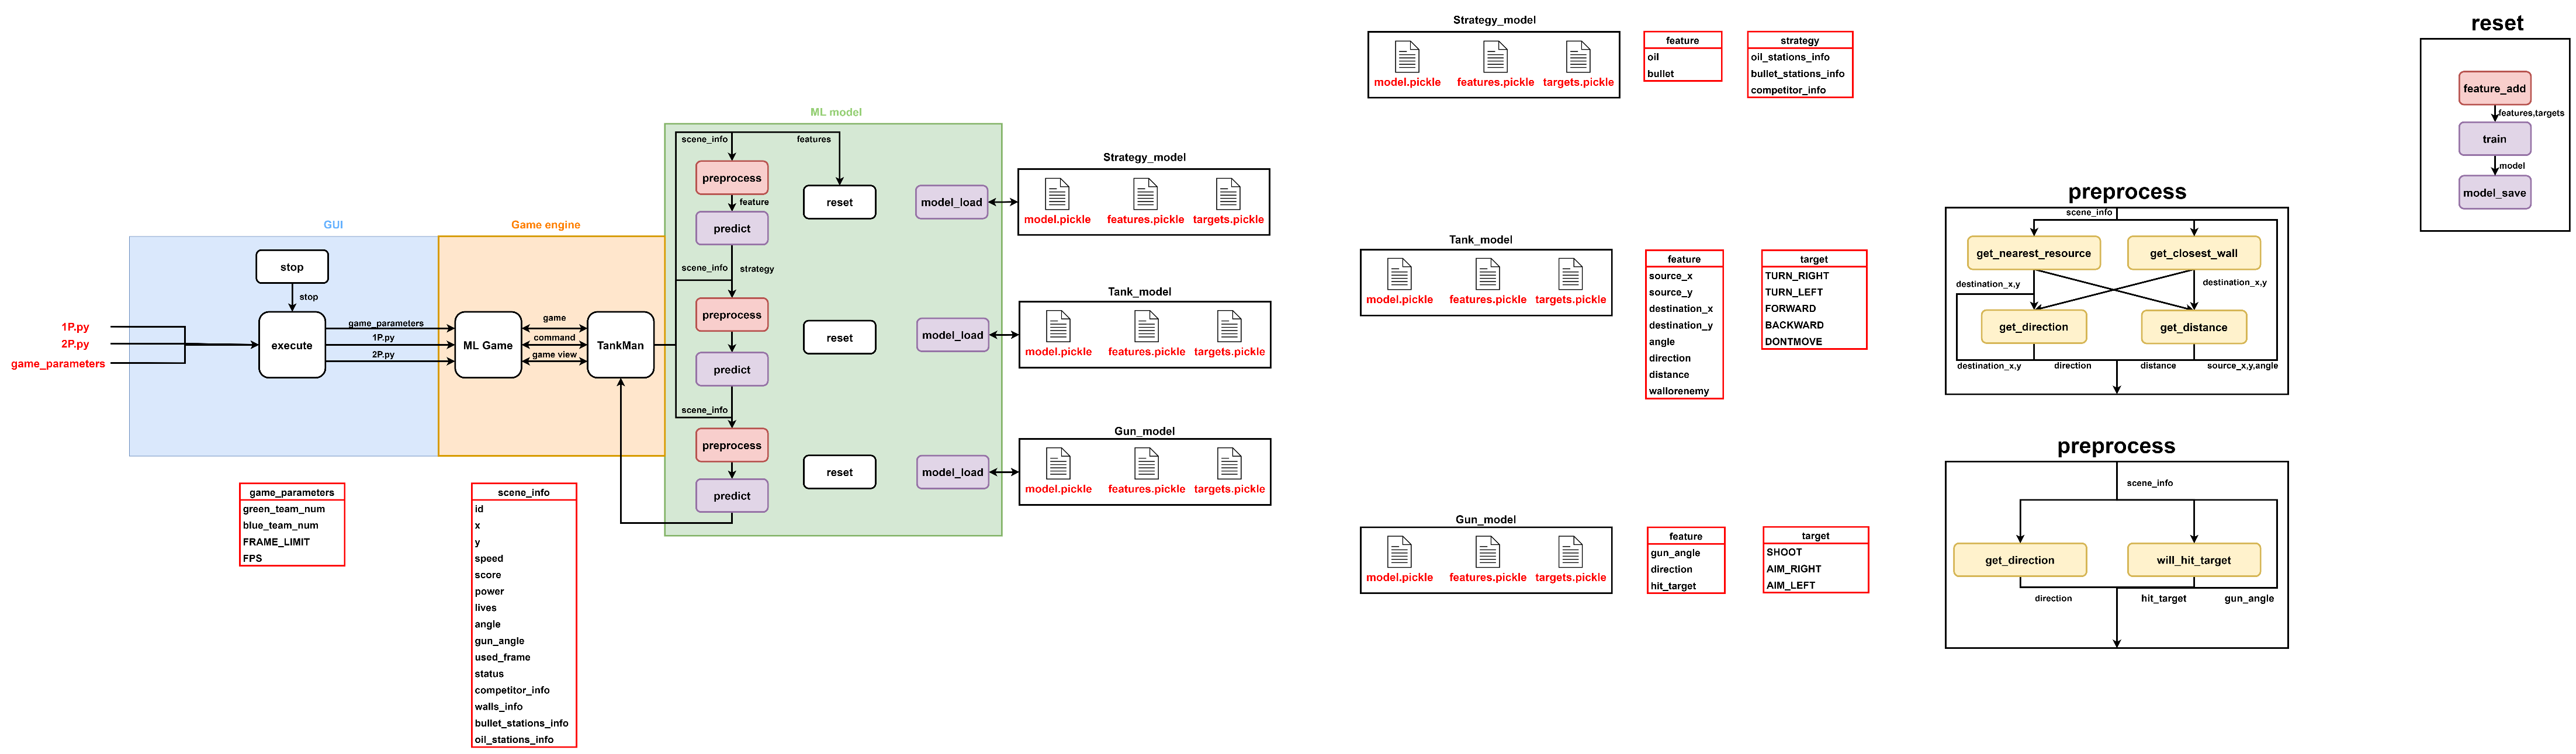 GUI
stop
stop
1P.py
2P.py
game_parameters
execute
game_parameters
1P.py
2P.py
Game engine
ML Game
game
command
game view
TankMan
ML model
scene_info
features
preprocess
feature
predict
reset
model_load
scene_info
strategy
preprocess
predict
reset
model_load
scene_info
preprocess
predict
reset
model_load
Strategy_model
model.pickle
features.pickle
targets.pickle
Tank_model
model.pickle
features.pickle
targets.pickle
Gun_model
model.pickle
features.pickle
targets.pickle
game_parameters
green_team_num
blue_team_num
FRAME_LIMIT
FPS
scene_info
id
x
y
speed
score
power
lives
angle
gun_angle
used_frame
status
competitor_info
walls_info
bullet_stations_info
oil_stations_info
Strategy_model
model.pickle
features.pickle
targets.pickle
feature
oil
bullet
strategy
oil_stations_info
bullet_stations_info
competitor_info
Tank_model
model.pickle
features.pickle
targets.pickle
feature
source_x
source_y
destination_x
destination_y
angle
direction
distance
wallorenemy
target
TURN_RIGHT
TURN_LEFT
FORWARD
BACKWARD
DONTMOVE
Gun_model
model.pickle
features.pickle
targets.pickle
feature
gun_angle
direction
hit_target
target
SHOOT
AIM_RIGHT
AIM_LEFT
preprocess
scene_info
get_nearest_resource
get_closest_wall
destination_x,y
destination_x,y
get_direction
get_distance
destination_x,y
direction
distance
source_x,y,angle
preprocess
scene_info
get_direction
will_hit_target
direction
hit_target
gun_angle
reset
feature_add
features,targets
train
model
model_save